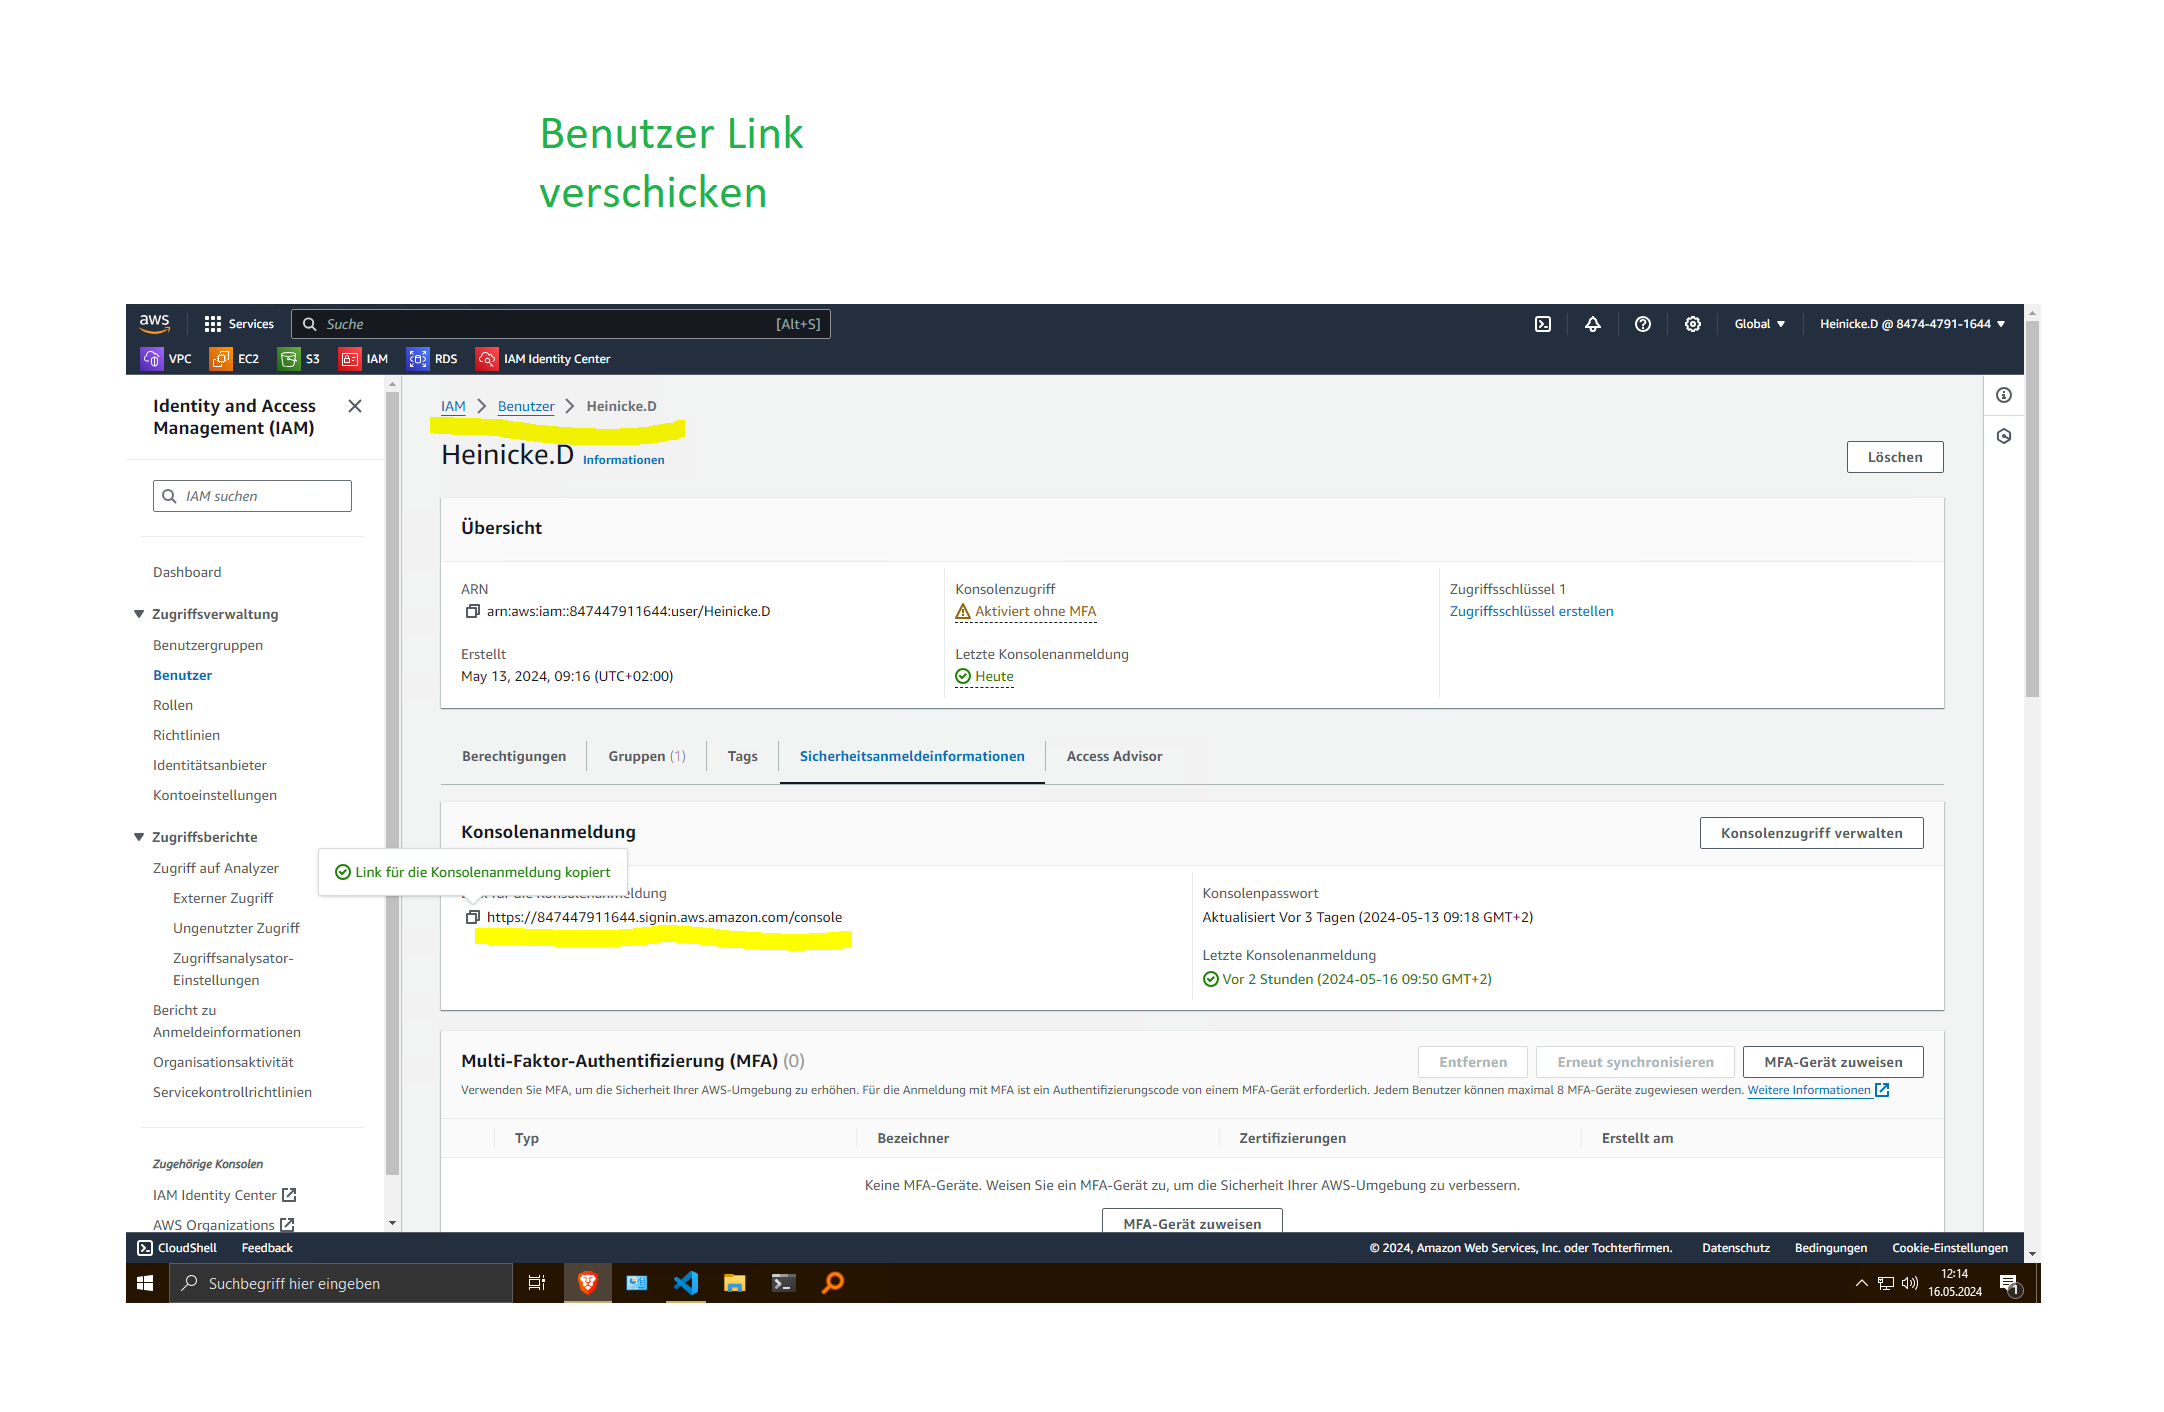 Benutzer Link
verschicken
aws
Services
Suche
[Alt+S]
Global
Heinicke.D @ 8474-4791-1644
VPC
EC2
S3
IAM
RDS
IAM Identity Center
Identity and Access
Management (IAM)
IAM suchen
Dashboard
Zugriffsverwaltung
Benutzergruppen
Benutzer
Rollen
Richtlinien
Identitätsanbieter
Kontoeinstellungen
Zugriffsberichte
Zugriff auf Analyzer
Externer Zugriff
Ungenutzter Zugriff
Zugriffsanalysator-
Einstellungen
Bericht zu
Anmeldeinformationen
Organisationsaktivität
Servicekontrollrichtlinien
Zugehörige Konsolen
IAM Identity Center
AWS Organizations
IAM
Benutzer
Heinicke.D
Heinicke.D Informationen
Löschen
Übersicht
ARN
arn:aws:iam::847447911644:user/Heinicke.D
Erstellt
May 13, 2024, 09:16 (UTC+02:00)
Konsolenzugriff
Aktiviert ohne MFA
Letzte Konsolenanmeldung
Heute
Zugriffsschlüssel 1
Zugriffsschlüssel erstellen
Berechtigungen
Gruppen (1)
Tags
Sicherheitsanmeldeinformationen
Access Advisor
Konsolenanmeldung
Konsolenzugriff verwalten
Link für die Konsolenanmeldung kopiert
https://847447911644.signin.aws.amazon.com/console
Konsolenpasswort
Aktualisiert Vor 3 Tagen (2024-05-13 09:18 GMT+2)
Letzte Konsolenanmeldung
Vor 2 Stunden (2024-05-16 09:50 GMT+2)
Multi-Faktor-Authentifizierung (MFA) (0)
Entfernen
Erneut synchronisieren
MFA-Gerät zuweisen
Verwenden Sie MFA, um die Sicherheit Ihrer AWS-Umgebung zu erhöhen. Für die Anmeldung mit MFA ist ein Authentifizierungscode von einem MFA-Gerät erforderlich. Jedem Benutzer können maximal 8 MFA-Geräte zugewiesen werden. Weitere Informationen
Typ
Bezeichner
Zertifizierungen
Erstellt am
Keine MFA-Geräte. Weisen Sie ein MFA-Gerät zu, um die Sicherheit Ihrer AWS-Umgebung zu verbessern.
MFA-Gerät zuweisen
CloudShell
Feedback
© 2024, Amazon Web Services, Inc. oder Tochterfirmen.
Datenschutz
Bedingungen
Cookie-Einstellungen
Suchbegriff hier eingeben
12:14
16.05.2024
1